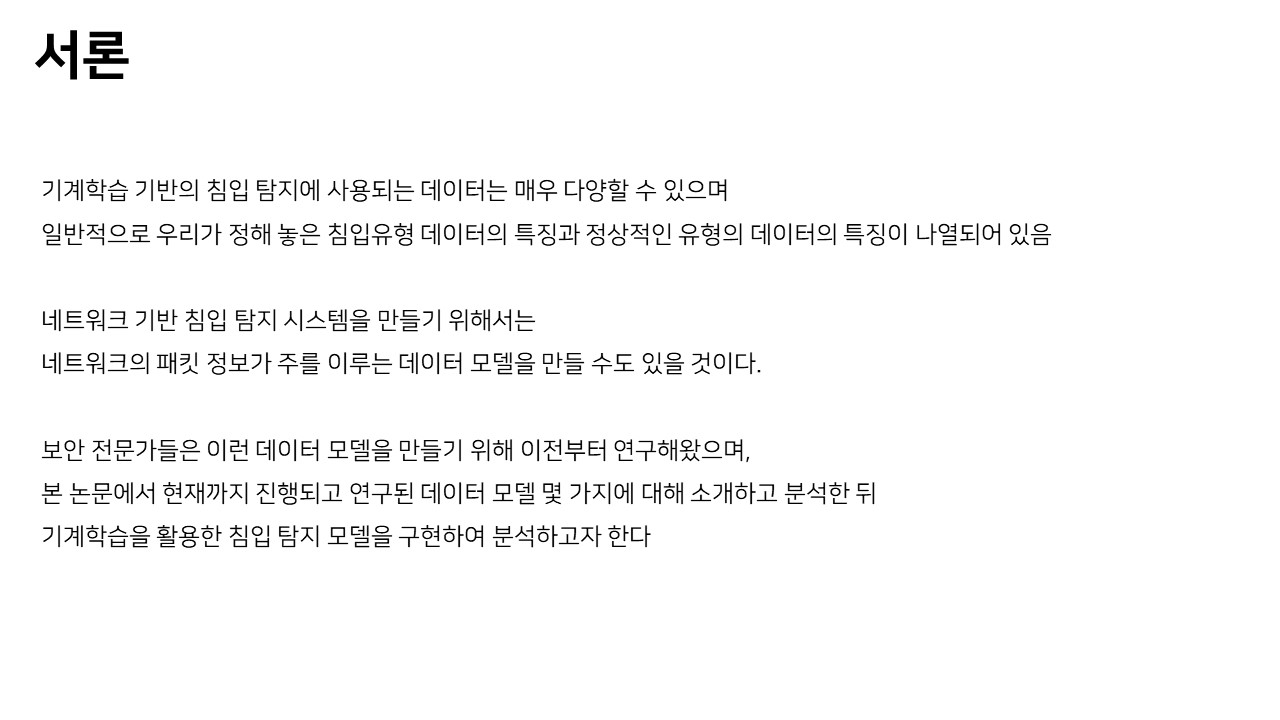 서론
기계학습 기반의 침입 탐지에 사용되는 데이터는 매우 다양할 수 있으며
일반적으로 우리가 정해 놓은 침입유형 데이터의 특징과 정상적인 유형의 데이터의 특징이 나열되어 있음
네트워크 기반 침입 탐지 시스템을 만들기 위해서는
네트워크의 패킷 정보가 주를 이루는 데이터 모델을 만들 수도 있을 것이다.
보안 전문가들은 이런 데이터 모델을 만들기 위해 이전부터 연구해왔으며,
본 논문에서 현재까지 진행되고 연구된 데이터 모델 몇 가지에 대해 소개하고 분석한 뒤
기계학습을 활용한 침입 탐지 모델을 구현하여 분석하고자 한다